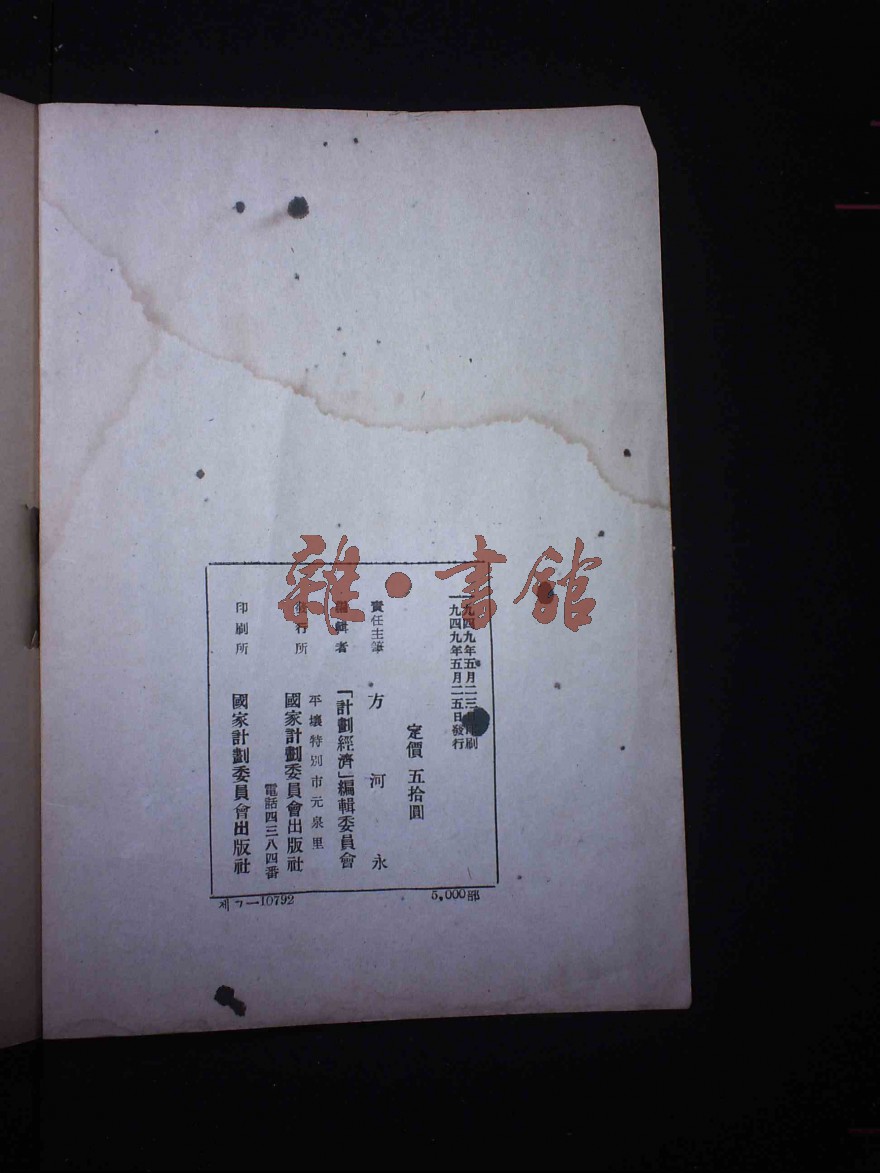 雜·書館
一九四九年五月二三日印刷
一九四九年五月二五日發行
定價 五拾圓
責任主筆 方河永
編輯者 「計劃經濟」編輯委員會
平壤特別市元泉里
發行所 國家計劃委員會出版社
電話四三八四番
印刷所 國家計劃委員會出版社
5,000部
제ㄱ—10792